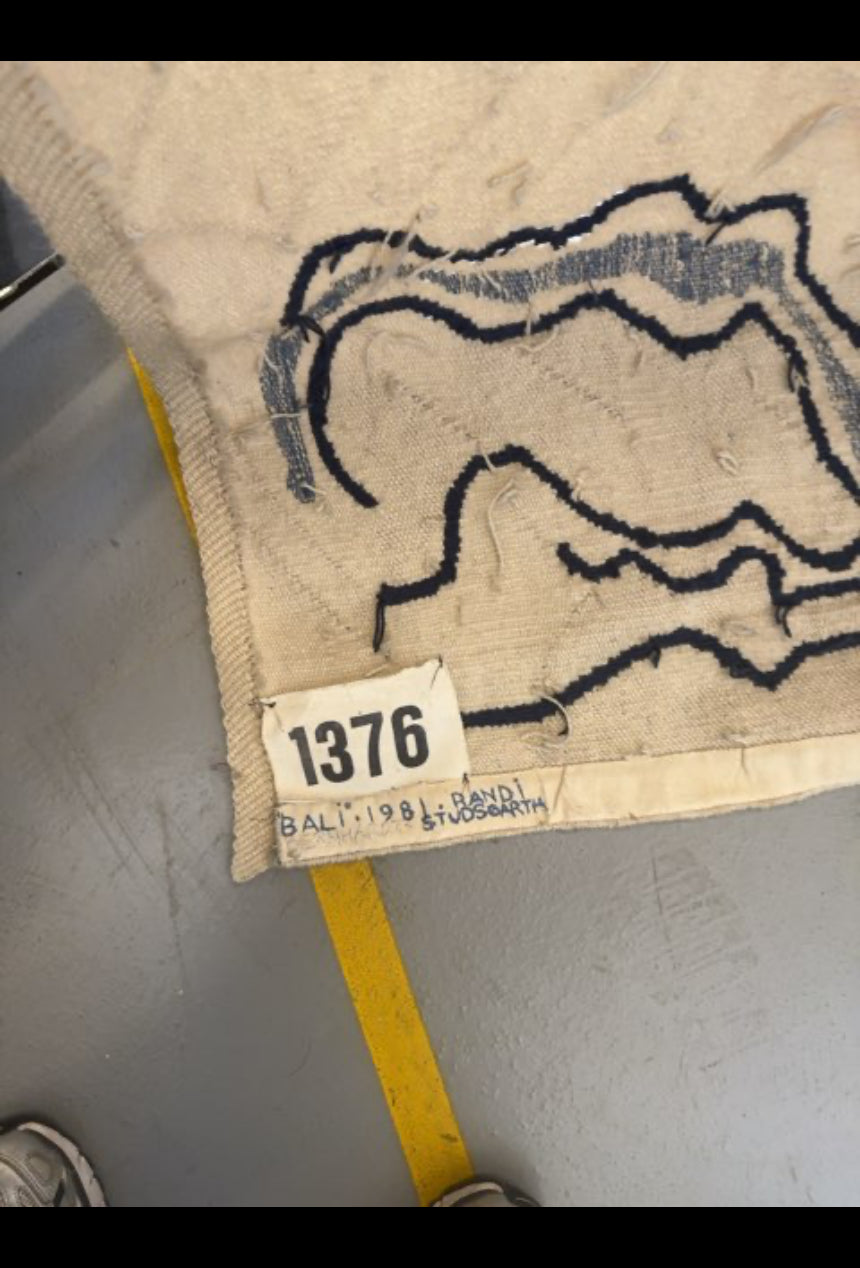 1376
"BALI". 1981. RANDI
STUDSGARTH